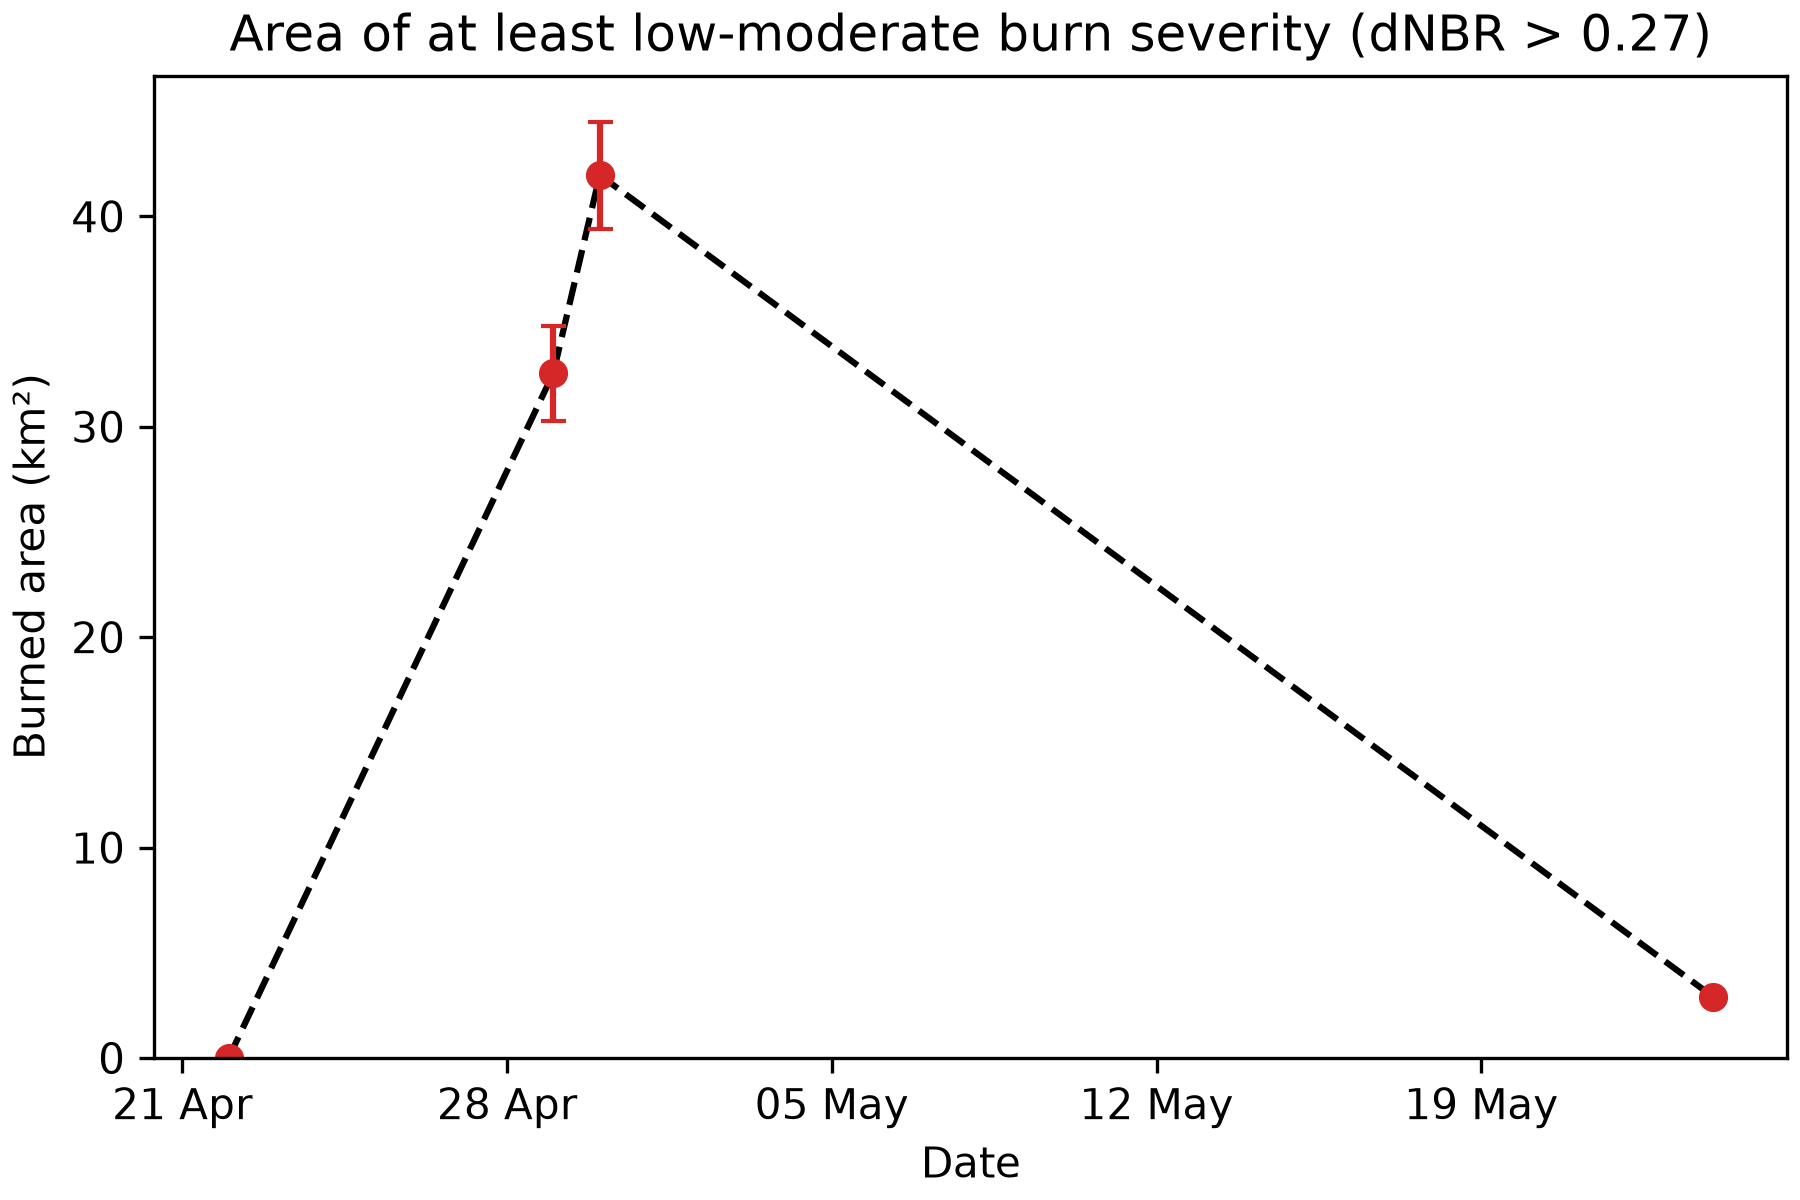 Area of at least low-moderate burn severity (dNBR > 0.27)
Burned area (km²)
40
30
20
10
0
21 Apr
28 Apr
05 May
12 May
19 May
Date